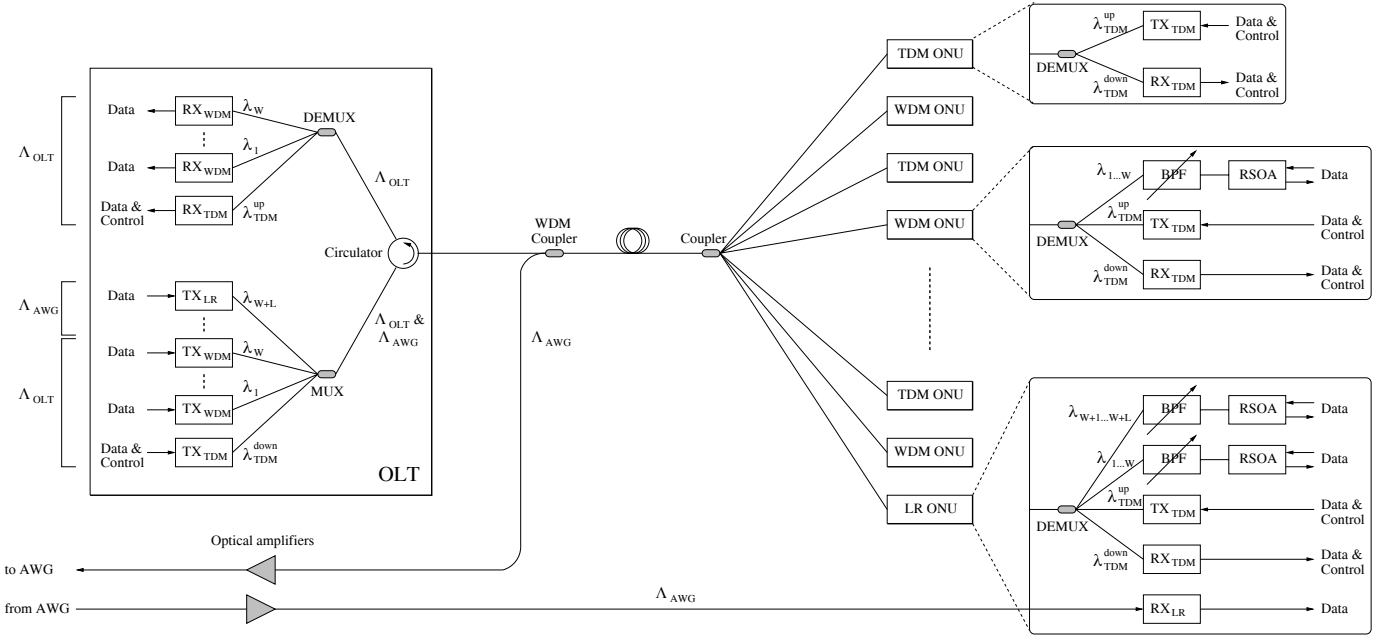 Λ OLT
Data
RX WDM
λ W
DEMUX
Data
RX WDM
λ 1
Data & Control
RX TDM
λ TDM up
Λ OLT
Circulator
Λ AWG
Data
TX LR
λ W+L
Λ OLT & Λ AWG
Λ OLT
Data
TX WDM
λ W
Data
TX WDM
λ 1
MUX
Data & Control
TX TDM
λ TDM down
OLT
WDM Coupler
Λ AWG
Coupler
Optical amplifiers
to AWG
from AWG
Λ AWG
TDM ONU
WDM ONU
TDM ONU
WDM ONU
TDM ONU
WDM ONU
LR ONU
DEMUX
λ TDM up
TX TDM
Data & Control
λ TDM down
RX TDM
Data & Control
DEMUX
λ 1...W
BPF
RSOA
Data
λ TDM up
TX TDM
Data & Control
λ TDM down
RX TDM
Data & Control
DEMUX
λ W+1...W+L
BPF
RSOA
Data
λ 1...W
BPF
RSOA
Data
λ TDM up
TX TDM
Data & Control
λ TDM down
RX TDM
Data & Control
RX LR
Data